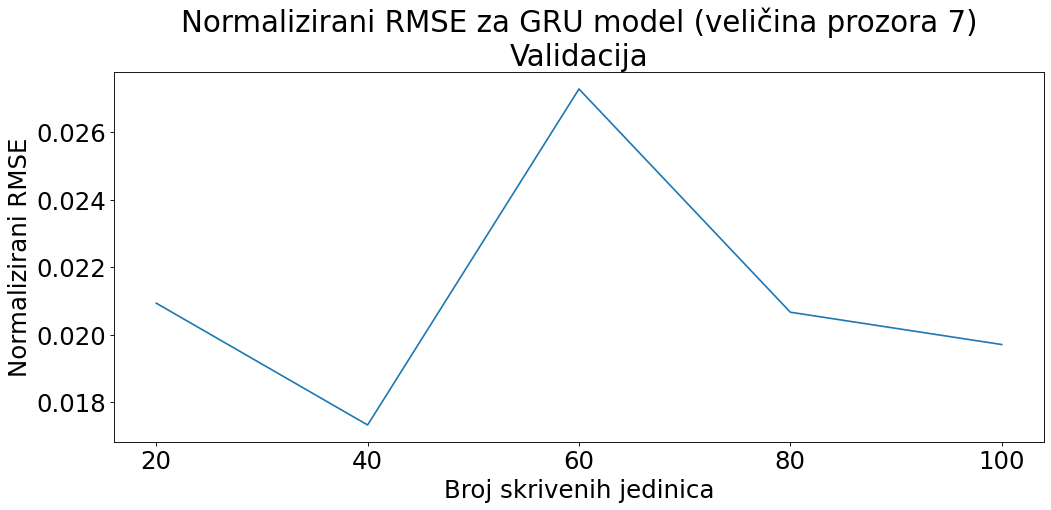 Normalizirani RMSE za GRU model (veličina prozora 7)
Validacija
Normalizirani RMSE
0.026
0.024
0.022
0.020
0.018
20 40 60 80 100
Broj skrivenih jedinica